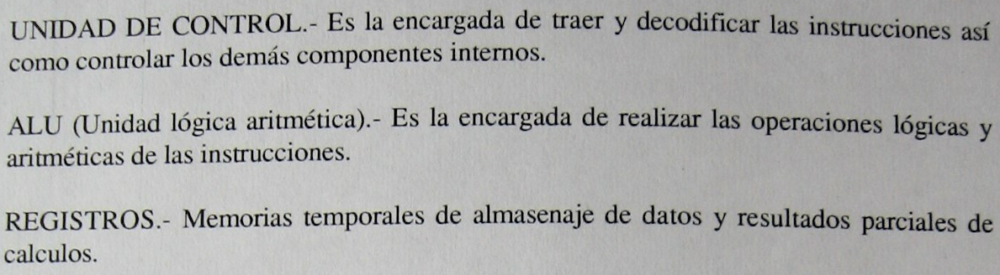 UNIDAD DE CONTROL.- Es la encargada de traer y decodificar las instrucciones así
como controlar los demás componentes internos.
ALU (Unidad lógica aritmética).- Es la encargada de realizar las operaciones lógicas y
aritméticas de las instrucciones.
REGISTROS.- Memorias temporales de almasenaje de datos y resultados parciales de
calculos.